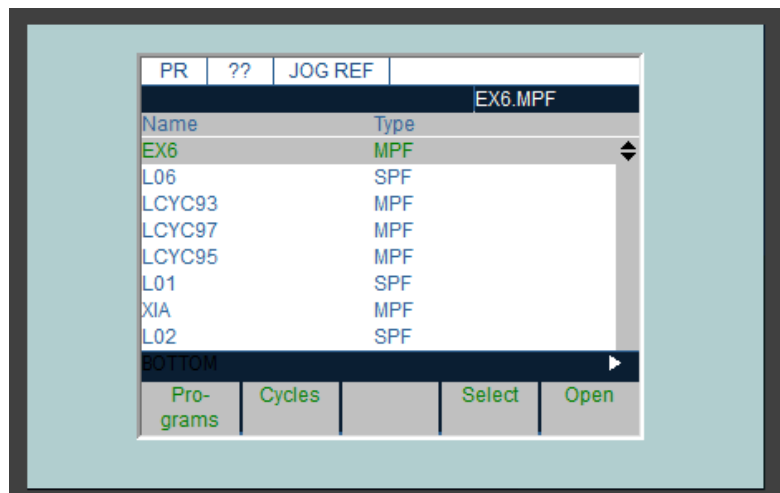 PR ?? JOG REF
EX6.MPF
Name Type
EX6 MPF
L06 SPF
LCYC93 MPF
LCYC97 MPF
LCYC95 MPF
L01 SPF
XIA MPF
L02 SPF
BOTTOM
Pro- Cycles Select Open
grams